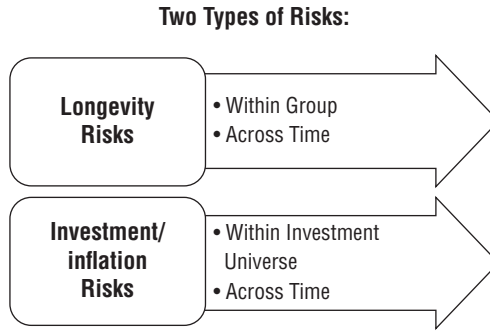 Two Types of Risks:
Longevity
Risks
• Within Group
• Across Time
Investment/
inflation
Risks
• Within Investment
Universe
• Across Time